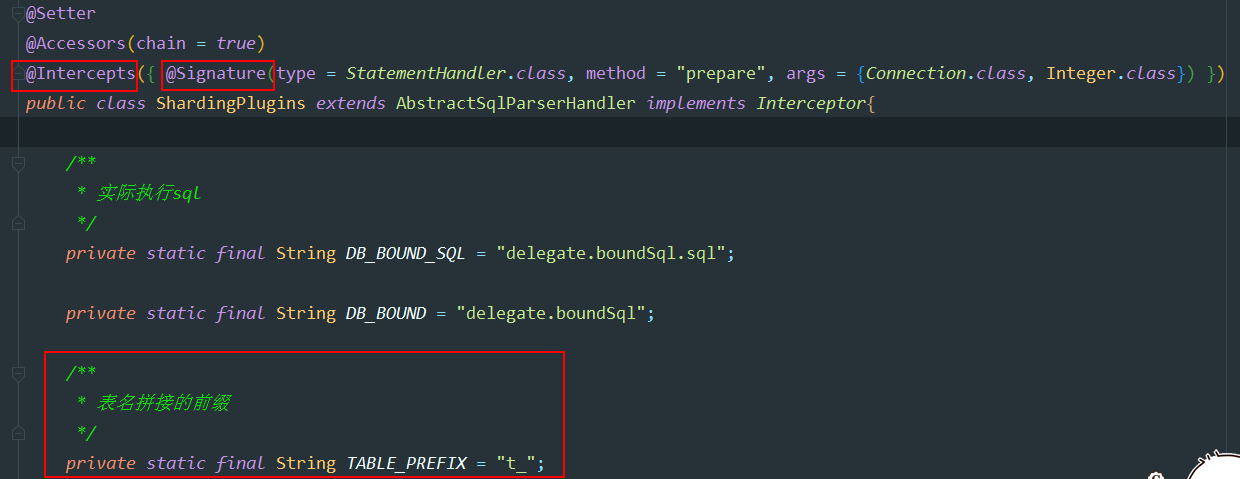 @Setter
@Accessors(chain = true)
@Intercepts({ @Signature(type = StatementHandler.class, method = "prepare", args = {Connection.class, Integer.class}) })
public class ShardingPlugins extends AbstractSqlParserHandler implements Interceptor{
/**
* 实际执行sql
*/
private static final String DB_BOUND_SQL = "delegate.boundSql.sql";
private static final String DB_BOUND = "delegate.boundSql";
/**
* 表名拼接的前缀
*/
private static final String TABLE_PREFIX = "t_";